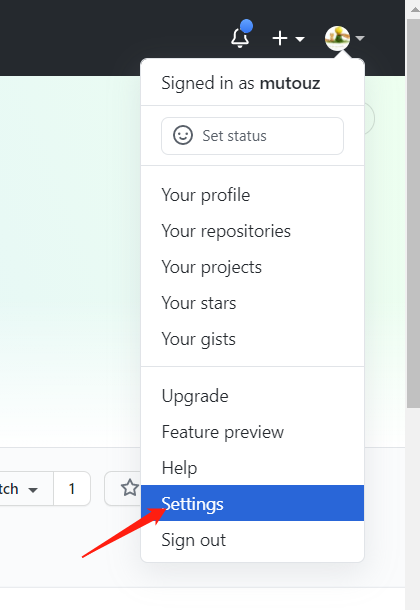 Signed in as mutouz
Set status
Your profile
Your repositories
Your projects
Your stars
Your gists
Upgrade
Feature preview
Help
tch 1
Settings
Sign out